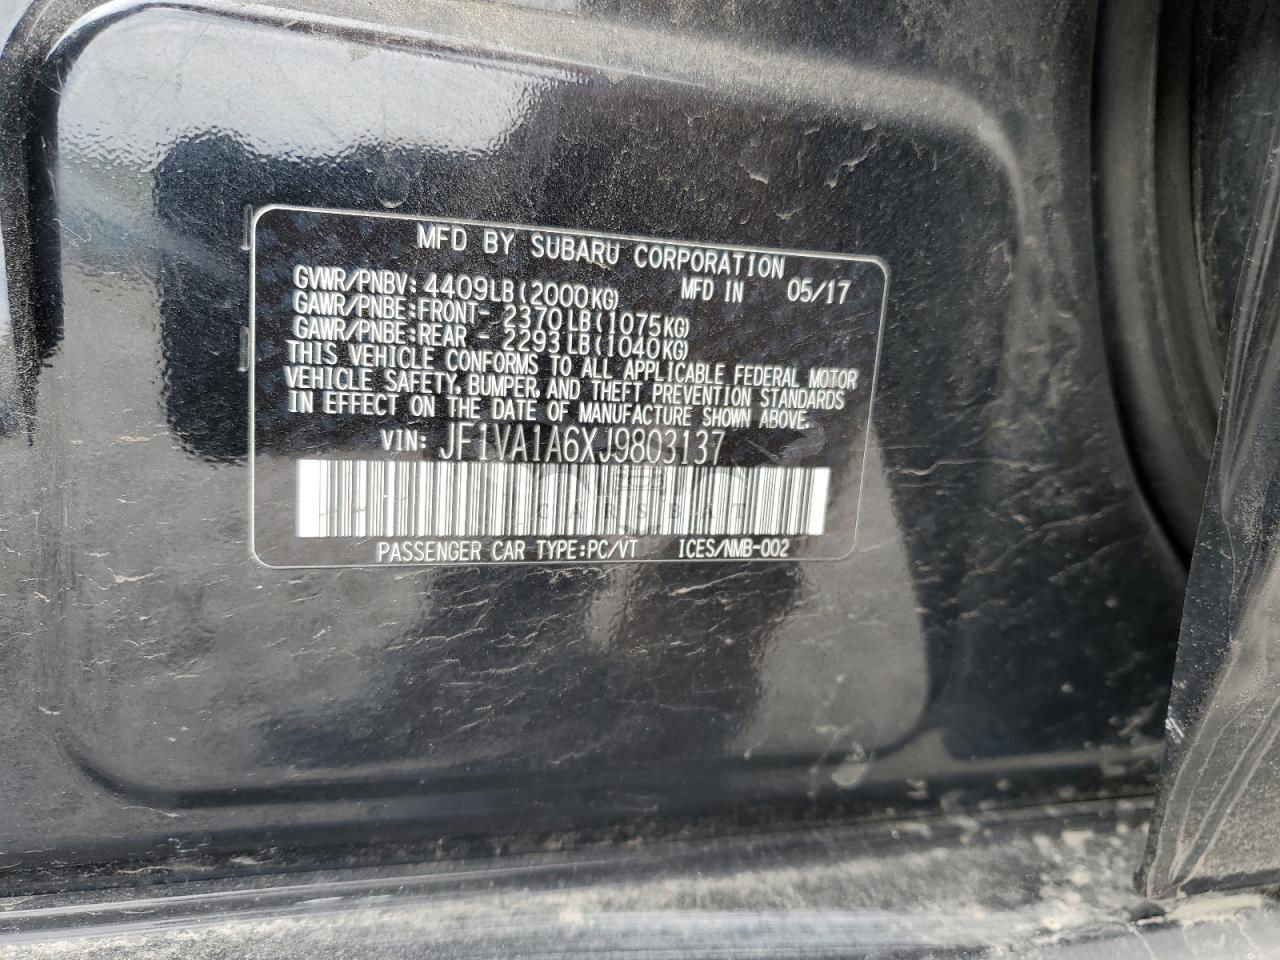 MFD BY SUBARU CORPORATION
GVWR/PNBV: 4409LB(2000KG) MFD IN 05/17
GAWR/PNBE:FRONT- 2370LB(1075KG)
GAWR/PNBE:REAR - 2293LB(1040KG)
THIS VEHICLE CONFORMS TO ALL APPLICABLE FEDERAL MOTOR
VEHICLE SAFETY, BUMPER, AND THEFT PREVENTION STANDARDS
IN EFFECT ON THE DATE OF MANUFACTURE SHOWN ABOVE.
VIN: JF1VA1A6XJ9803137
CARSBAT
PASSENGER CAR TYPE:PC/VT ICES/NMB-002